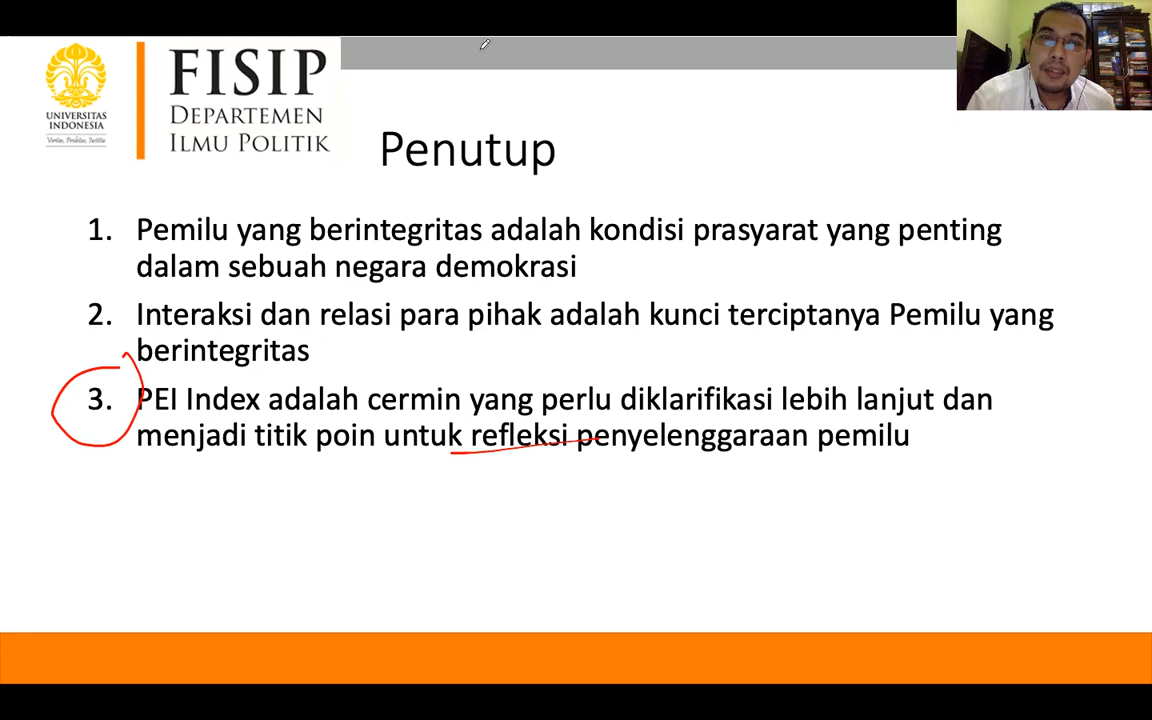 UNIVERSITAS
INDONESIA
Veritas, Probitas, Iustitia
FISIP
DEPARTEMEN
ILMU POLITIK
Penutup
1. Pemilu yang berintegritas adalah kondisi prasyarat yang penting
dalam sebuah negara demokrasi
2. Interaksi dan relasi para pihak adalah kunci terciptanya Pemilu yang
berintegritas
3. PEI Index adalah cermin yang perlu diklarifikasi lebih lanjut dan
menjadi titik poin untuk refleksi penyelenggaraan pemilu